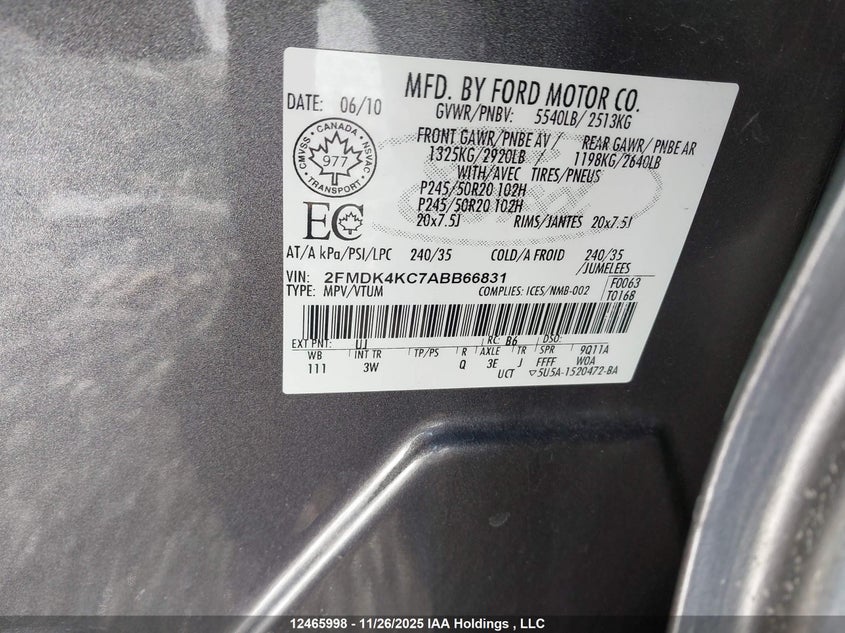 MFD. BY FORD MOTOR CO.
DATE: 06/10
GVWR/PNBV: 5540LB/2513KG
FRONT GAWR/PNBE AV/ REAR GAWR/PNBE AR
1325KG/2920LB / 1198KG/2640LB
WITH/AVEC TIRES/PNEUS
P245/50R20 102H
P245/50R20 102H
20x7.5J RIMS/JANTES 20x7.5J
CMVSS • CANADA • NSVAC
977
TRANSPORT
EC
AT/A kPa/PSI/LPC 240/35 COLD/A FROID 240/35
/JUMELEES
VIN: 2FMDK4KC7ABB66831 F0063
TYPE: MPV/VTUM COMPLIES: ICES/NMB-002 T0168
EXT PNT: UJ RC: B6 DSO:
WB INT TR TP/PS R AXLE TR SPR 9Q11A
111 3W Q 3E J FFFF WOA
UCT ▽5U5A-1520472-BA
12465998 - 11/26/2025 IAA Holdings , LLC